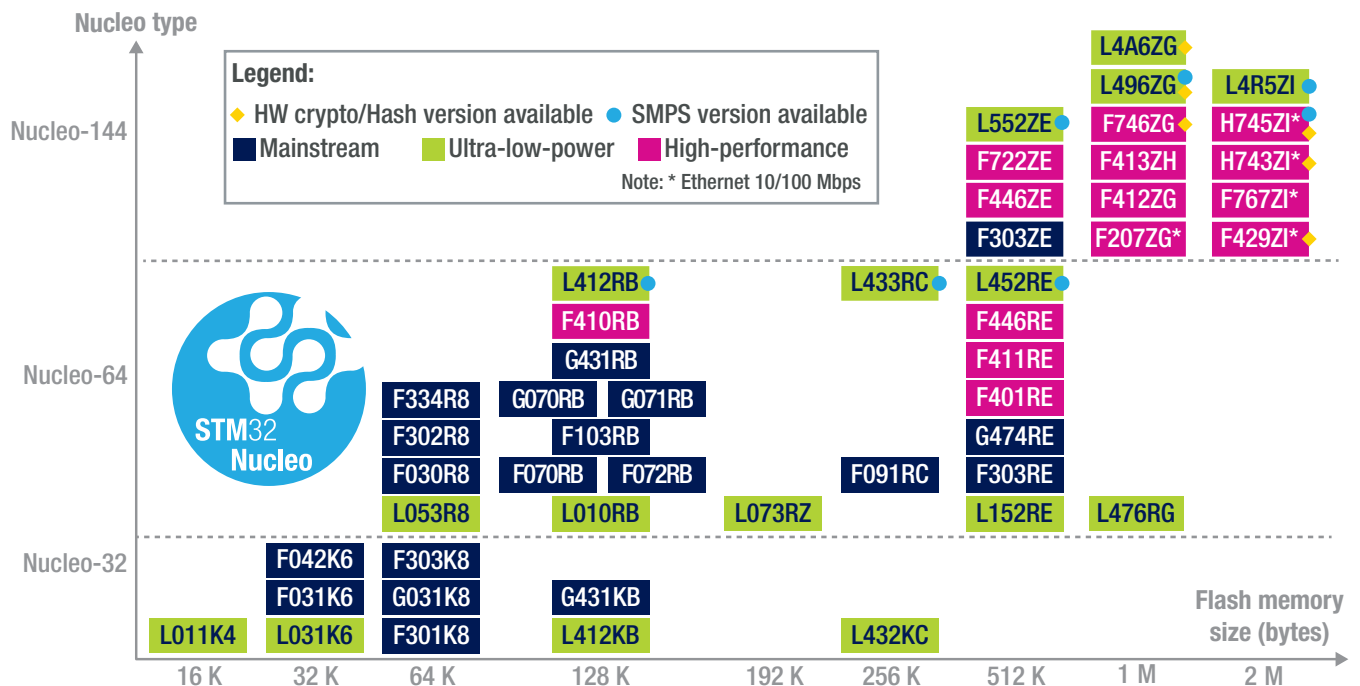 Nucleo type
Legend:
HW crypto/Hash version available
SMPS version available
Mainstream
Ultra-low-power
High-performance
Note: * Ethernet 10/100 Mbps
Nucleo-144
L4A6ZG
L496ZG
L4R5ZI
L552ZE
F746ZG
H745ZI*
F722ZE
F413ZH
H743ZI*
F446ZE
F412ZG
F767ZI*
F303ZE
F207ZG*
F429ZI*
Nucleo-64
STM32
Nucleo
L412RB
L433RC
L452RE
F410RB
F446RE
G431RB
F411RE
F334R8
G070RB
G071RB
F401RE
F302R8
F103RB
G474RE
F030R8
F070RB
F072RB
F091RC
F303RE
L053R8
L010RB
L073RZ
L152RE
L476RG
Nucleo-32
F042K6
F303K8
F031K6
G031K8
G431KB
L011K4
L031K6
F301K8
L412KB
L432KC
Flash memory
size (bytes)
16 K
32 K
64 K
128 K
192 K
256 K
512 K
1 M
2 M